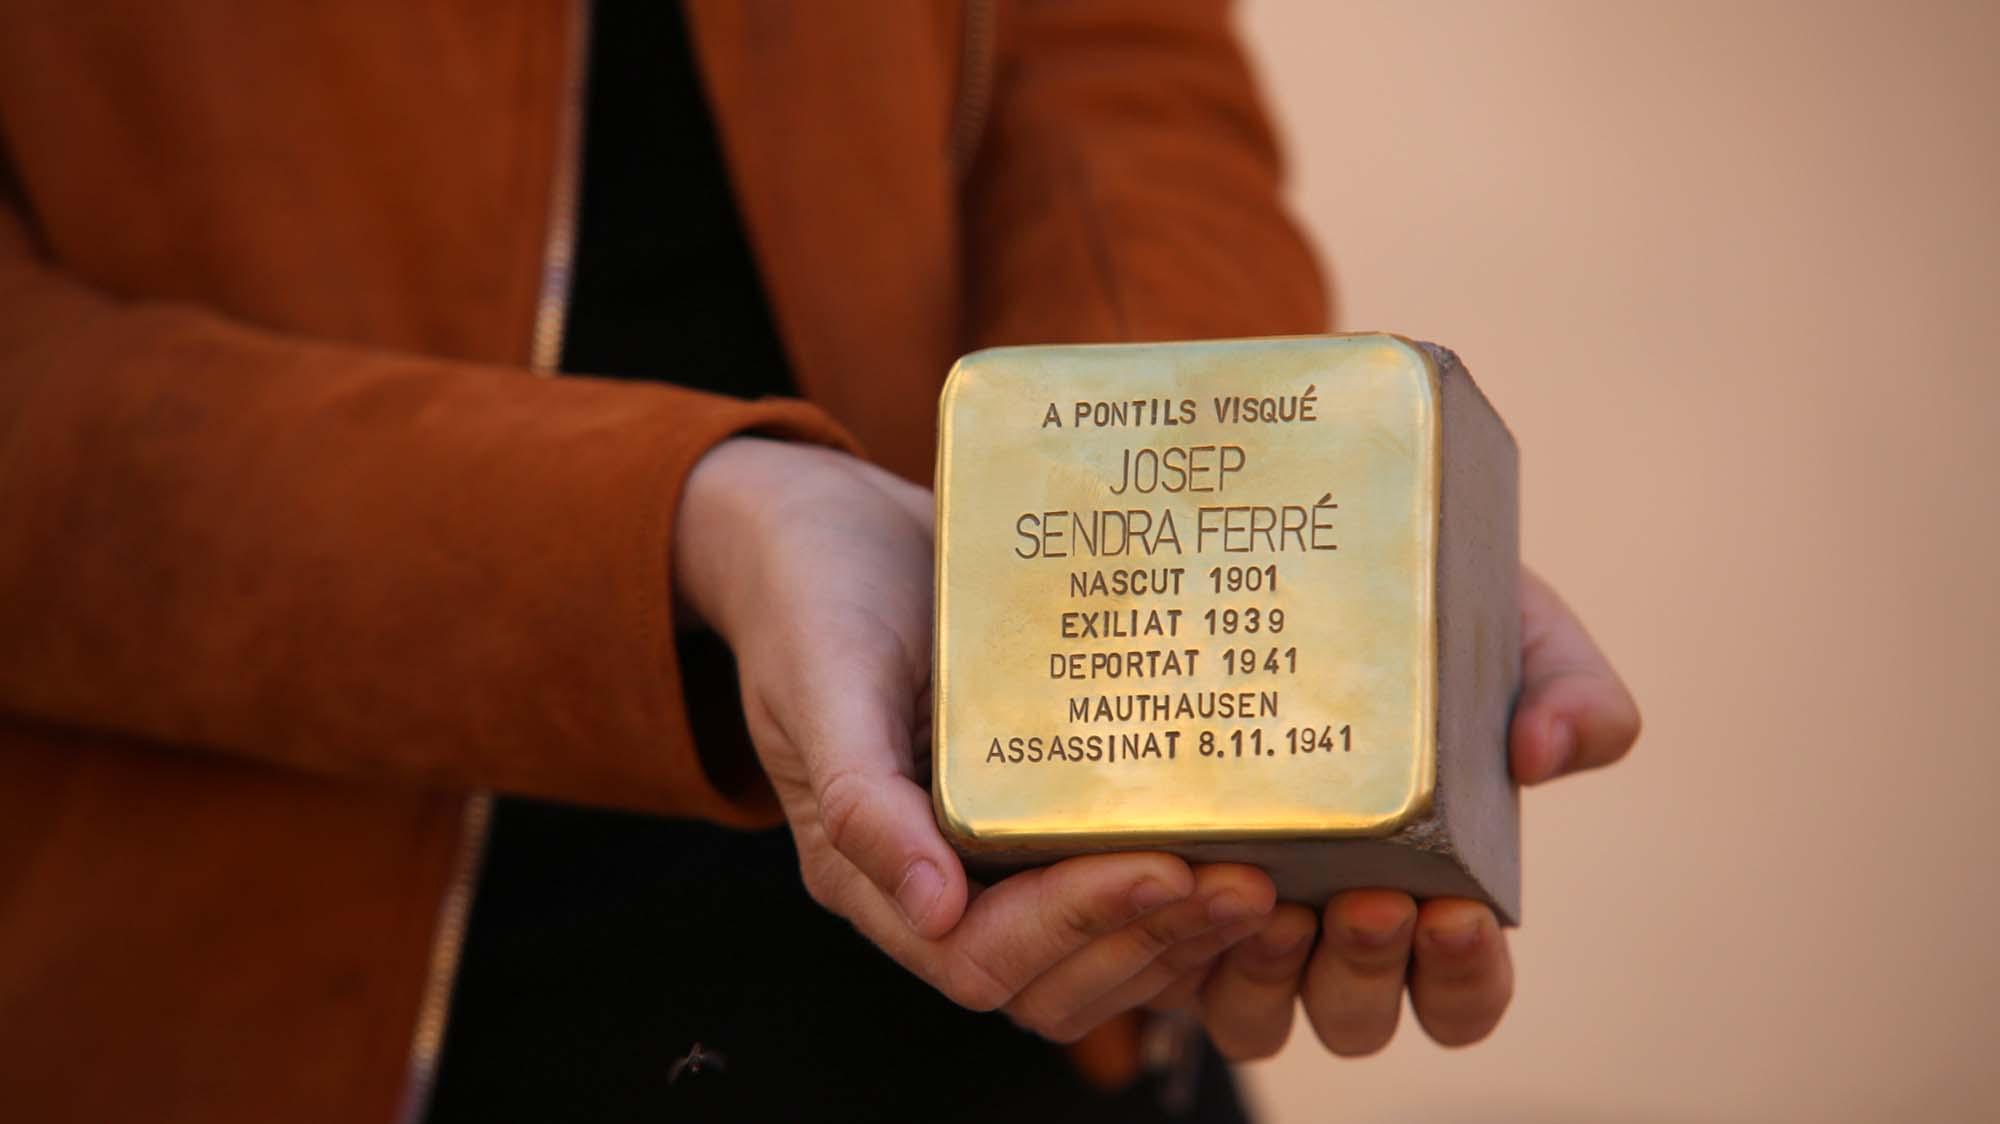 A PONTILS VISQUÉ
JOSEP
SENDRA FERRÉ
NASCUT 1901
EXILIAT 1939
DEPORTAT 1941
MAUTHAUSEN
ASSASSINAT 8.11.1941